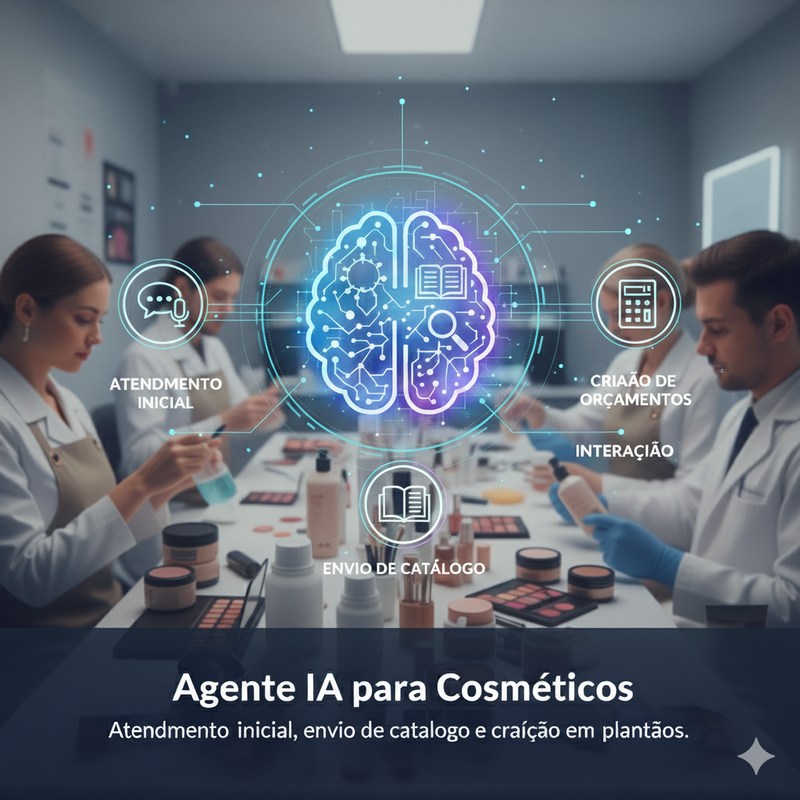 ATENDMENTO
INICIAL
CRIAÃO DE
ORÇAMENTOS
INTERAÇIÃO
ENVIO DE CATÁLOGO
Agente IA para Cosméticos
Atendmento inicial, envio de catalogo e craíção em plantãos.